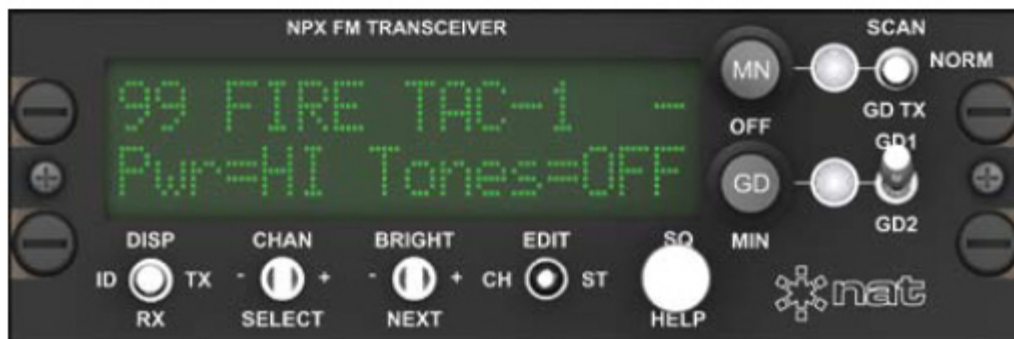 NPX FM TRANSCEIVER
SCAN
MN
NORM
99 FIRE TAC-1 -
GD TX
OFF
GD1
Pwr=HI Tones=OFF
GD
GD2
MIN
DISP CHAN BRIGHT EDIT SQ
ID TX - + - + CH ST
RX SELECT NEXT HELP
nat